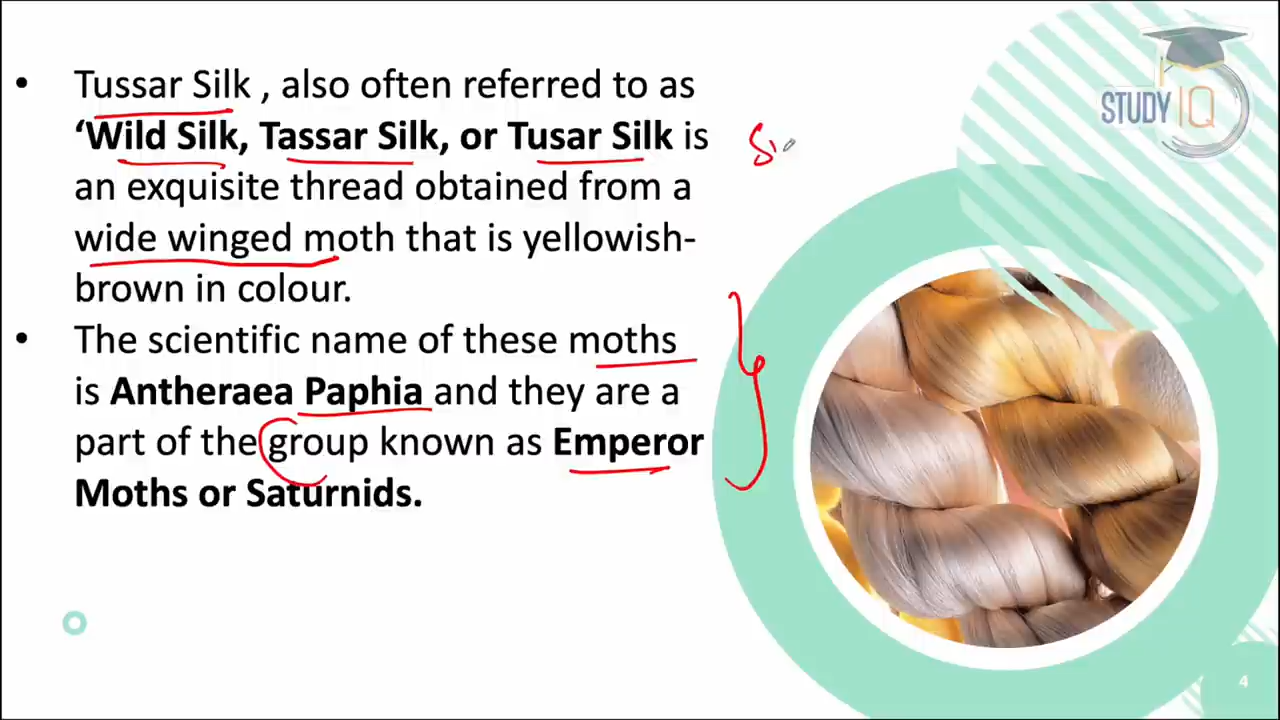 • Tussar Silk , also often referred to as
‘Wild Silk, Tassar Silk, or Tusar Silk is
an exquisite thread obtained from a
wide winged moth that is yellowish-
brown in colour.
• The scientific name of these moths
is Antheraea Paphia and they are a
part of the group known as Emperor
Moths or Saturnids.
STUDY IQ
4